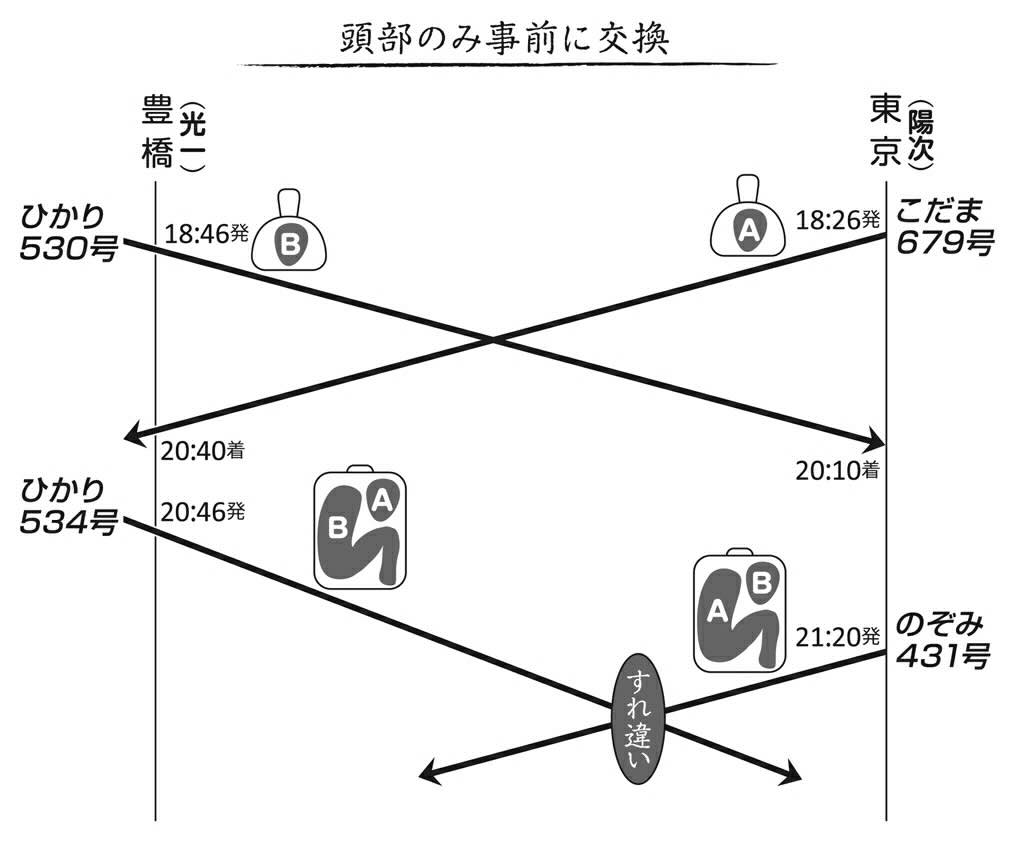 頭部のみ事前に交換
豊橋
(光一)
東京
(陽次)
ひかり
530号
18:46発
B
A
18:26発
こだま
679号
20:40着
20:10着
ひかり
534号
20:46発
B
A
A
B
21:20発
のぞみ
431号
すれ違い